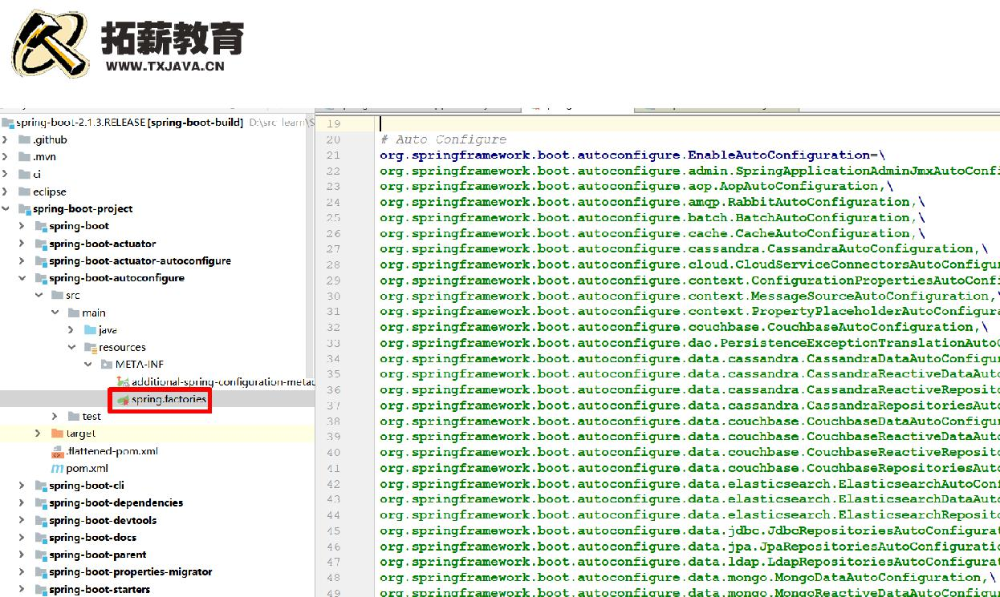 拓薪教育
WWW.TXJAVA.CN
spring-boot-2.1.3.RELEASE [spring-boot-build] D:\src_learn\S
.github
.mvn
ci
eclipse
spring-boot-project
spring-boot
spring-boot-actuator
spring-boot-actuator-autoconfigure
spring-boot-autoconfigure
src
main
java
resources
META-INF
additional-spring-configuration-metad
spring.factories
test
target
.flattened-pom.xml
pom.xml
spring-boot-cli
spring-boot-dependencies
spring-boot-devtools
spring-boot-docs
spring-boot-parent
spring-boot-properties-migrator
spring-boot-starters
19
20 # Auto Configure
21 org.springframework.boot.autoconfigure.EnableAutoConfiguration=\
22 org.springframework.boot.autoconfigure.admin.SpringApplicationAdminJmxAutoConfi
23 org.springframework.boot.autoconfigure.aop.AopAutoConfiguration,\
24 org.springframework.boot.autoconfigure.amqp.RabbitAutoConfiguration,\
25 org.springframework.boot.autoconfigure.batch.BatchAutoConfiguration,\
26 org.springframework.boot.autoconfigure.cache.CacheAutoConfiguration,\
27 org.springframework.boot.autoconfigure.cassandra.CassandraAutoConfiguration,\
28 org.springframework.boot.autoconfigure.cloud.CloudServiceConnectorsAutoConfigur
29 org.springframework.boot.autoconfigure.context.ConfigurationPropertiesAutoConfi
30 org.springframework.boot.autoconfigure.context.MessageSourceAutoConfiguration,\
31 org.springframework.boot.autoconfigure.context.PropertyPlaceholderAutoConfigura
32 org.springframework.boot.autoconfigure.couchbase.CouchbaseAutoConfiguration,\
33 org.springframework.boot.autoconfigure.dao.PersistenceExceptionTranslationAutoC
34 org.springframework.boot.autoconfigure.data.cassandra.CassandraDataAutoConfigur
35 org.springframework.boot.autoconfigure.data.cassandra.CassandraReactiveDataAuto
36 org.springframework.boot.autoconfigure.data.cassandra.CassandraReactiveReposito
37 org.springframework.boot.autoconfigure.data.cassandra.CassandraRepositoriesAuto
38 org.springframework.boot.autoconfigure.data.couchbase.CouchbaseDataAutoConfigur
39 org.springframework.boot.autoconfigure.data.couchbase.CouchbaseReactiveDataAuto
40 org.springframework.boot.autoconfigure.data.couchbase.CouchbaseReactiveReposito
41 org.springframework.boot.autoconfigure.data.couchbase.CouchbaseRepositoriesAuto
42 org.springframework.boot.autoconfigure.data.elasticsearch.ElasticsearchAutoConf
43 org.springframework.boot.autoconfigure.data.elasticsearch.ElasticsearchDataAuto
44 org.springframework.boot.autoconfigure.data.elasticsearch.ElasticsearchReposito
45 org.springframework.boot.autoconfigure.data.jdbc.JdbcRepositoriesAutoConfigurat
46 org.springframework.boot.autoconfigure.data.jpa.JpaRepositoriesAutoConfiguratio
47 org.springframework.boot.autoconfigure.data.ldap.LdapRepositoriesAutoConfigurat
48 org.springframework.boot.autoconfigure.data.mongo.MongoDataAutoConfiguration,\
49 org.springframework.boot.autoconfigure.data.mongo.MongoReactiveDataAutoConfigur